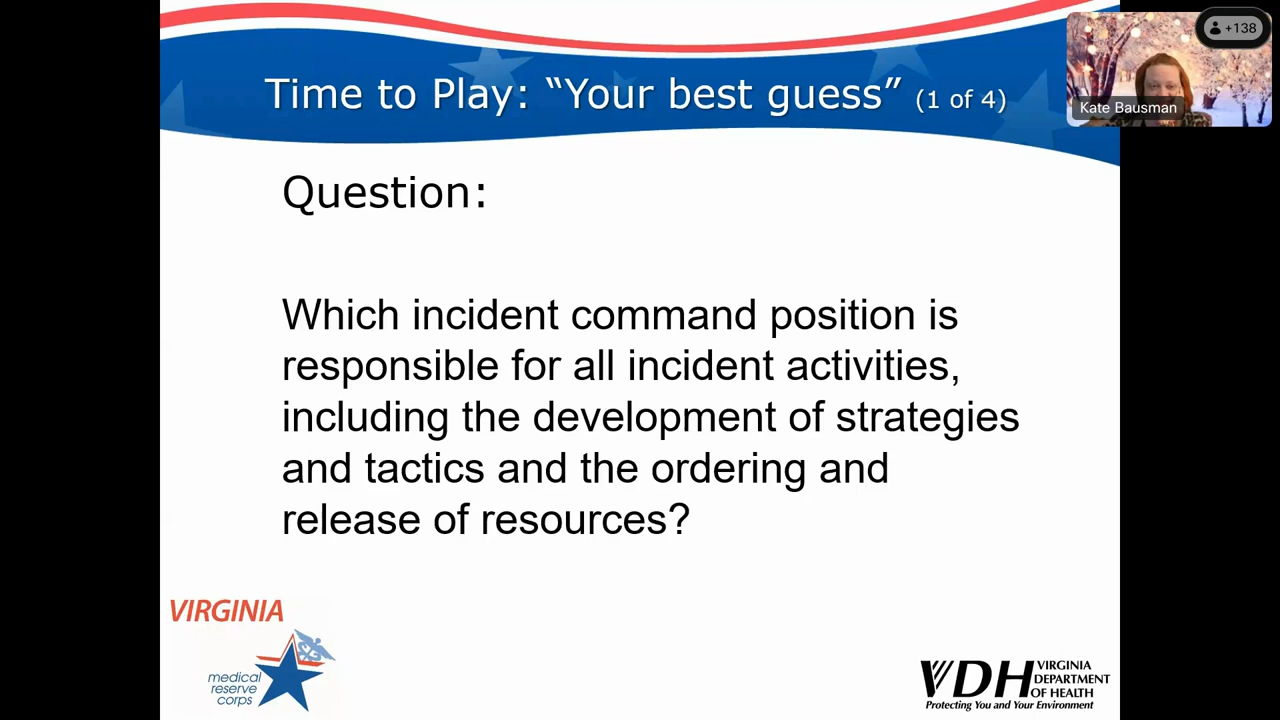 Time to Play: “Your best guess” (1 of 4)
+138
Kate Bausman
Question:
Which incident command position is
responsible for all incident activities,
including the development of strategies
and tactics and the ordering and
release of resources?
VIRGINIA
medical
reserve
corps
VDH
VIRGINIA
DEPARTMENT
OF HEALTH
Protecting You and Your Environment